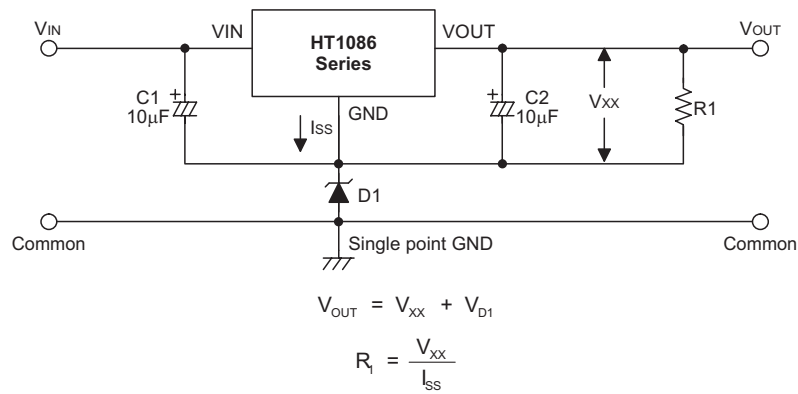 VIN VOUT
VIN HT1086 VOUT
Series
C1 C2
10μF 10μF
+ +
GND
ISS
VXX
R1
D1
Common Common
Single point GND
VOUT = VXX + VD1
R1 = VXX
ISS